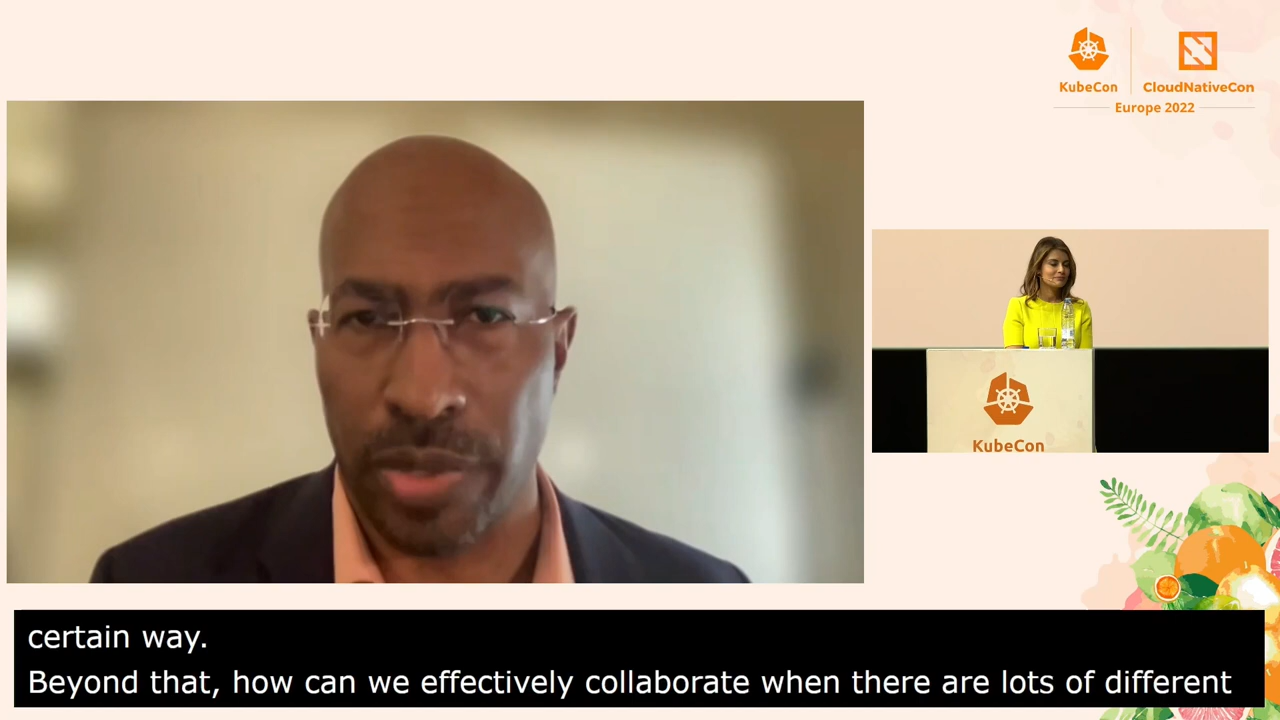 KubeCon
CloudNativeCon
Europe 2022
KubeCon
certain way.
Beyond that, how can we effectively collaborate when there are lots of different